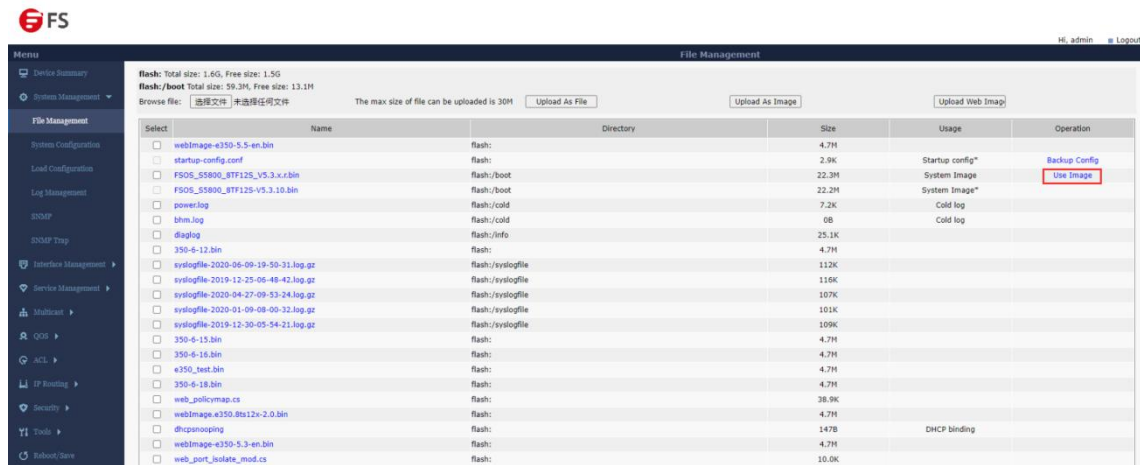 FS
Hi, admin Logout
Menu File Management
Device Summary
System Management
File Management
System Configuration
Load Configuration
Log Management
SNMP
SNMP Trap
Interface Management
Service Management
Multicast
QOS
ACL
IP Routing
Security
Tools
Reboot/Save
flash: Total size: 1.6G, Free size: 1.5G
flash:/boot Total size: 59.3M, Free size: 13.1M
Browse file: 选择文件 未选择任何文件 The max size of file can be uploaded is 30M Upload As File Upload As Image Upload Web Imag
Select Name Directory Size Usage Operation
webImage-e350-5.5-en.bin flash: 4.7M
startup-config.conf flash: 2.9K Startup config* Backup Config
FSOS_S5800_8TF12S_V5.3.x.r.bin flash:/boot 22.3M System Image Use Image
FSOS_S5800_8TF12S-V5.3.10.bin flash:/boot 22.2M System Image*
power.log flash:/cold 7.2K Cold log
bhm.log flash:/cold 0B Cold log
diaglog flash:/info 25.1K
350-6-12.bin flash: 4.7M
syslogfile-2020-06-09-19-50-31.log.gz flash:/syslogfile 112K
syslogfile-2019-12-25-06-48-42.log.gz flash:/syslogfile 116K
syslogfile-2020-04-27-09-53-24.log.gz flash:/syslogfile 107K
syslogfile-2020-01-09-08-00-32.log.gz flash:/syslogfile 101K
syslogfile-2019-12-30-05-54-21.log.gz flash:/syslogfile 109K
350-6-15.bin flash: 4.7M
350-6-16.bin flash: 4.7M
e350_test.bin flash: 4.7M
350-6-18.bin flash: 4.7M
web_policymap.cs flash: 38.9K
webImage.e350.8ts12x-2.0.bin flash: 4.7M
dhcpsnooping flash: 147B DHCP binding
webImage-e350-5.3-en.bin flash: 4.7M
web_port_isolate_mod.cs flash: 10.0K